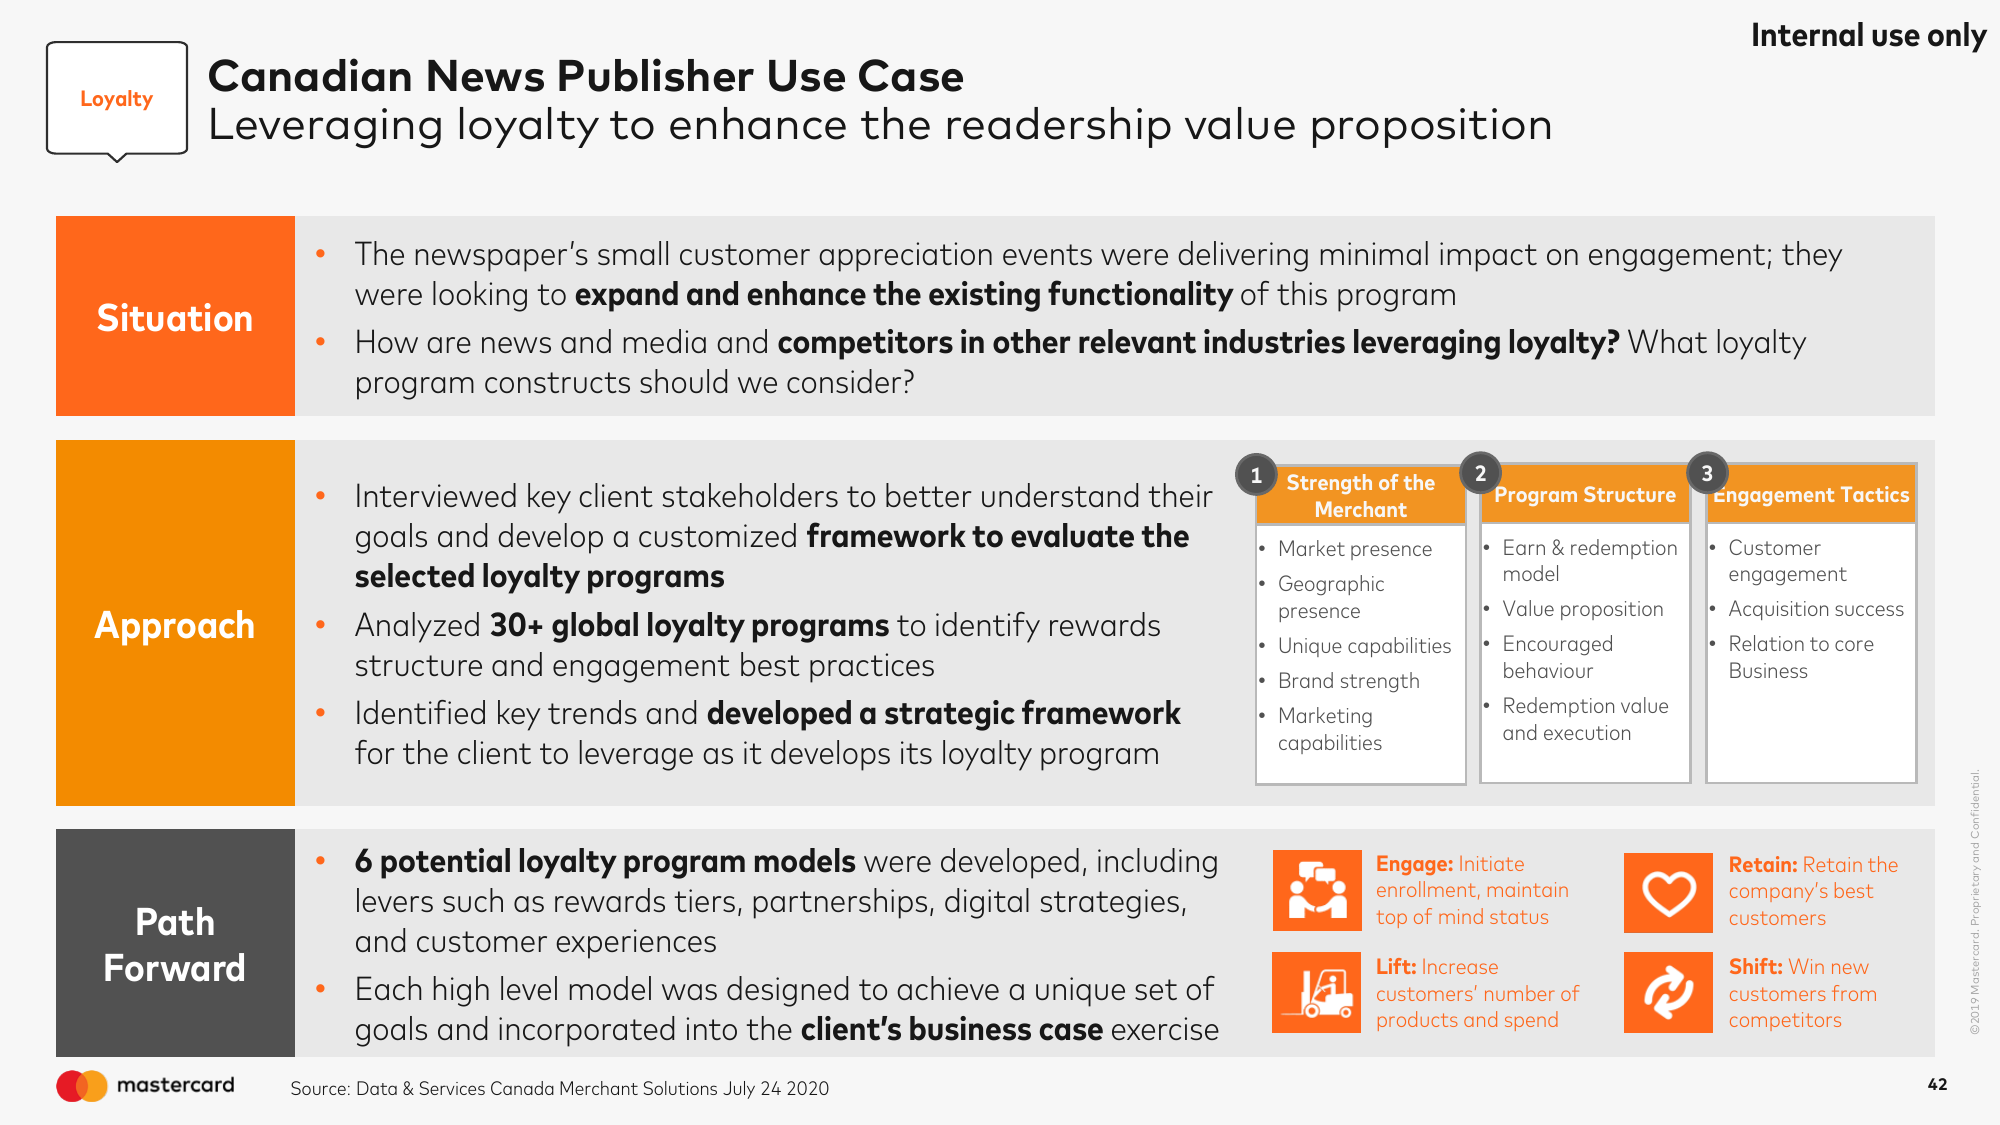 Internal use only
Loyalty
Canadian News Publisher Use Case
Leveraging loyalty to enhance the readership value proposition
Situation
• The newspaper’s small customer appreciation events were delivering minimal impact on engagement; they
were looking to expand and enhance the existing functionality of this program
• How are news and media and competitors in other relevant industries leveraging loyalty? What loyalty
program constructs should we consider?
Approach
• Interviewed key client stakeholders to better understand their
goals and develop a customized framework to evaluate the
selected loyalty programs
• Analyzed 30+ global loyalty programs to identify rewards
structure and engagement best practices
• Identified key trends and developed a strategic framework
for the client to leverage as it develops its loyalty program
1
Strength of the
Merchant
• Market presence
• Geographic
presence
• Unique capabilities
• Brand strength
• Marketing
capabilities
2
Program Structure
• Earn & redemption
model
• Value proposition
• Encouraged
behaviour
• Redemption value
and execution
3
Engagement Tactics
• Customer
engagement
• Acquisition success
• Relation to core
Business
Path
Forward
• 6 potential loyalty program models were developed, including
levers such as rewards tiers, partnerships, digital strategies,
and customer experiences
• Each high level model was designed to achieve a unique set of
goals and incorporated into the client’s business case exercise
Engage: Initiate
enrollment, maintain
top of mind status
Retain: Retain the
company’s best
customers
Lift: Increase
customers’ number of
products and spend
Shift: Win new
customers from
competitors
©2019 Mastercard. Proprietary and Confidential.
mastercard
Source: Data & Services Canada Merchant Solutions July 24 2020
42